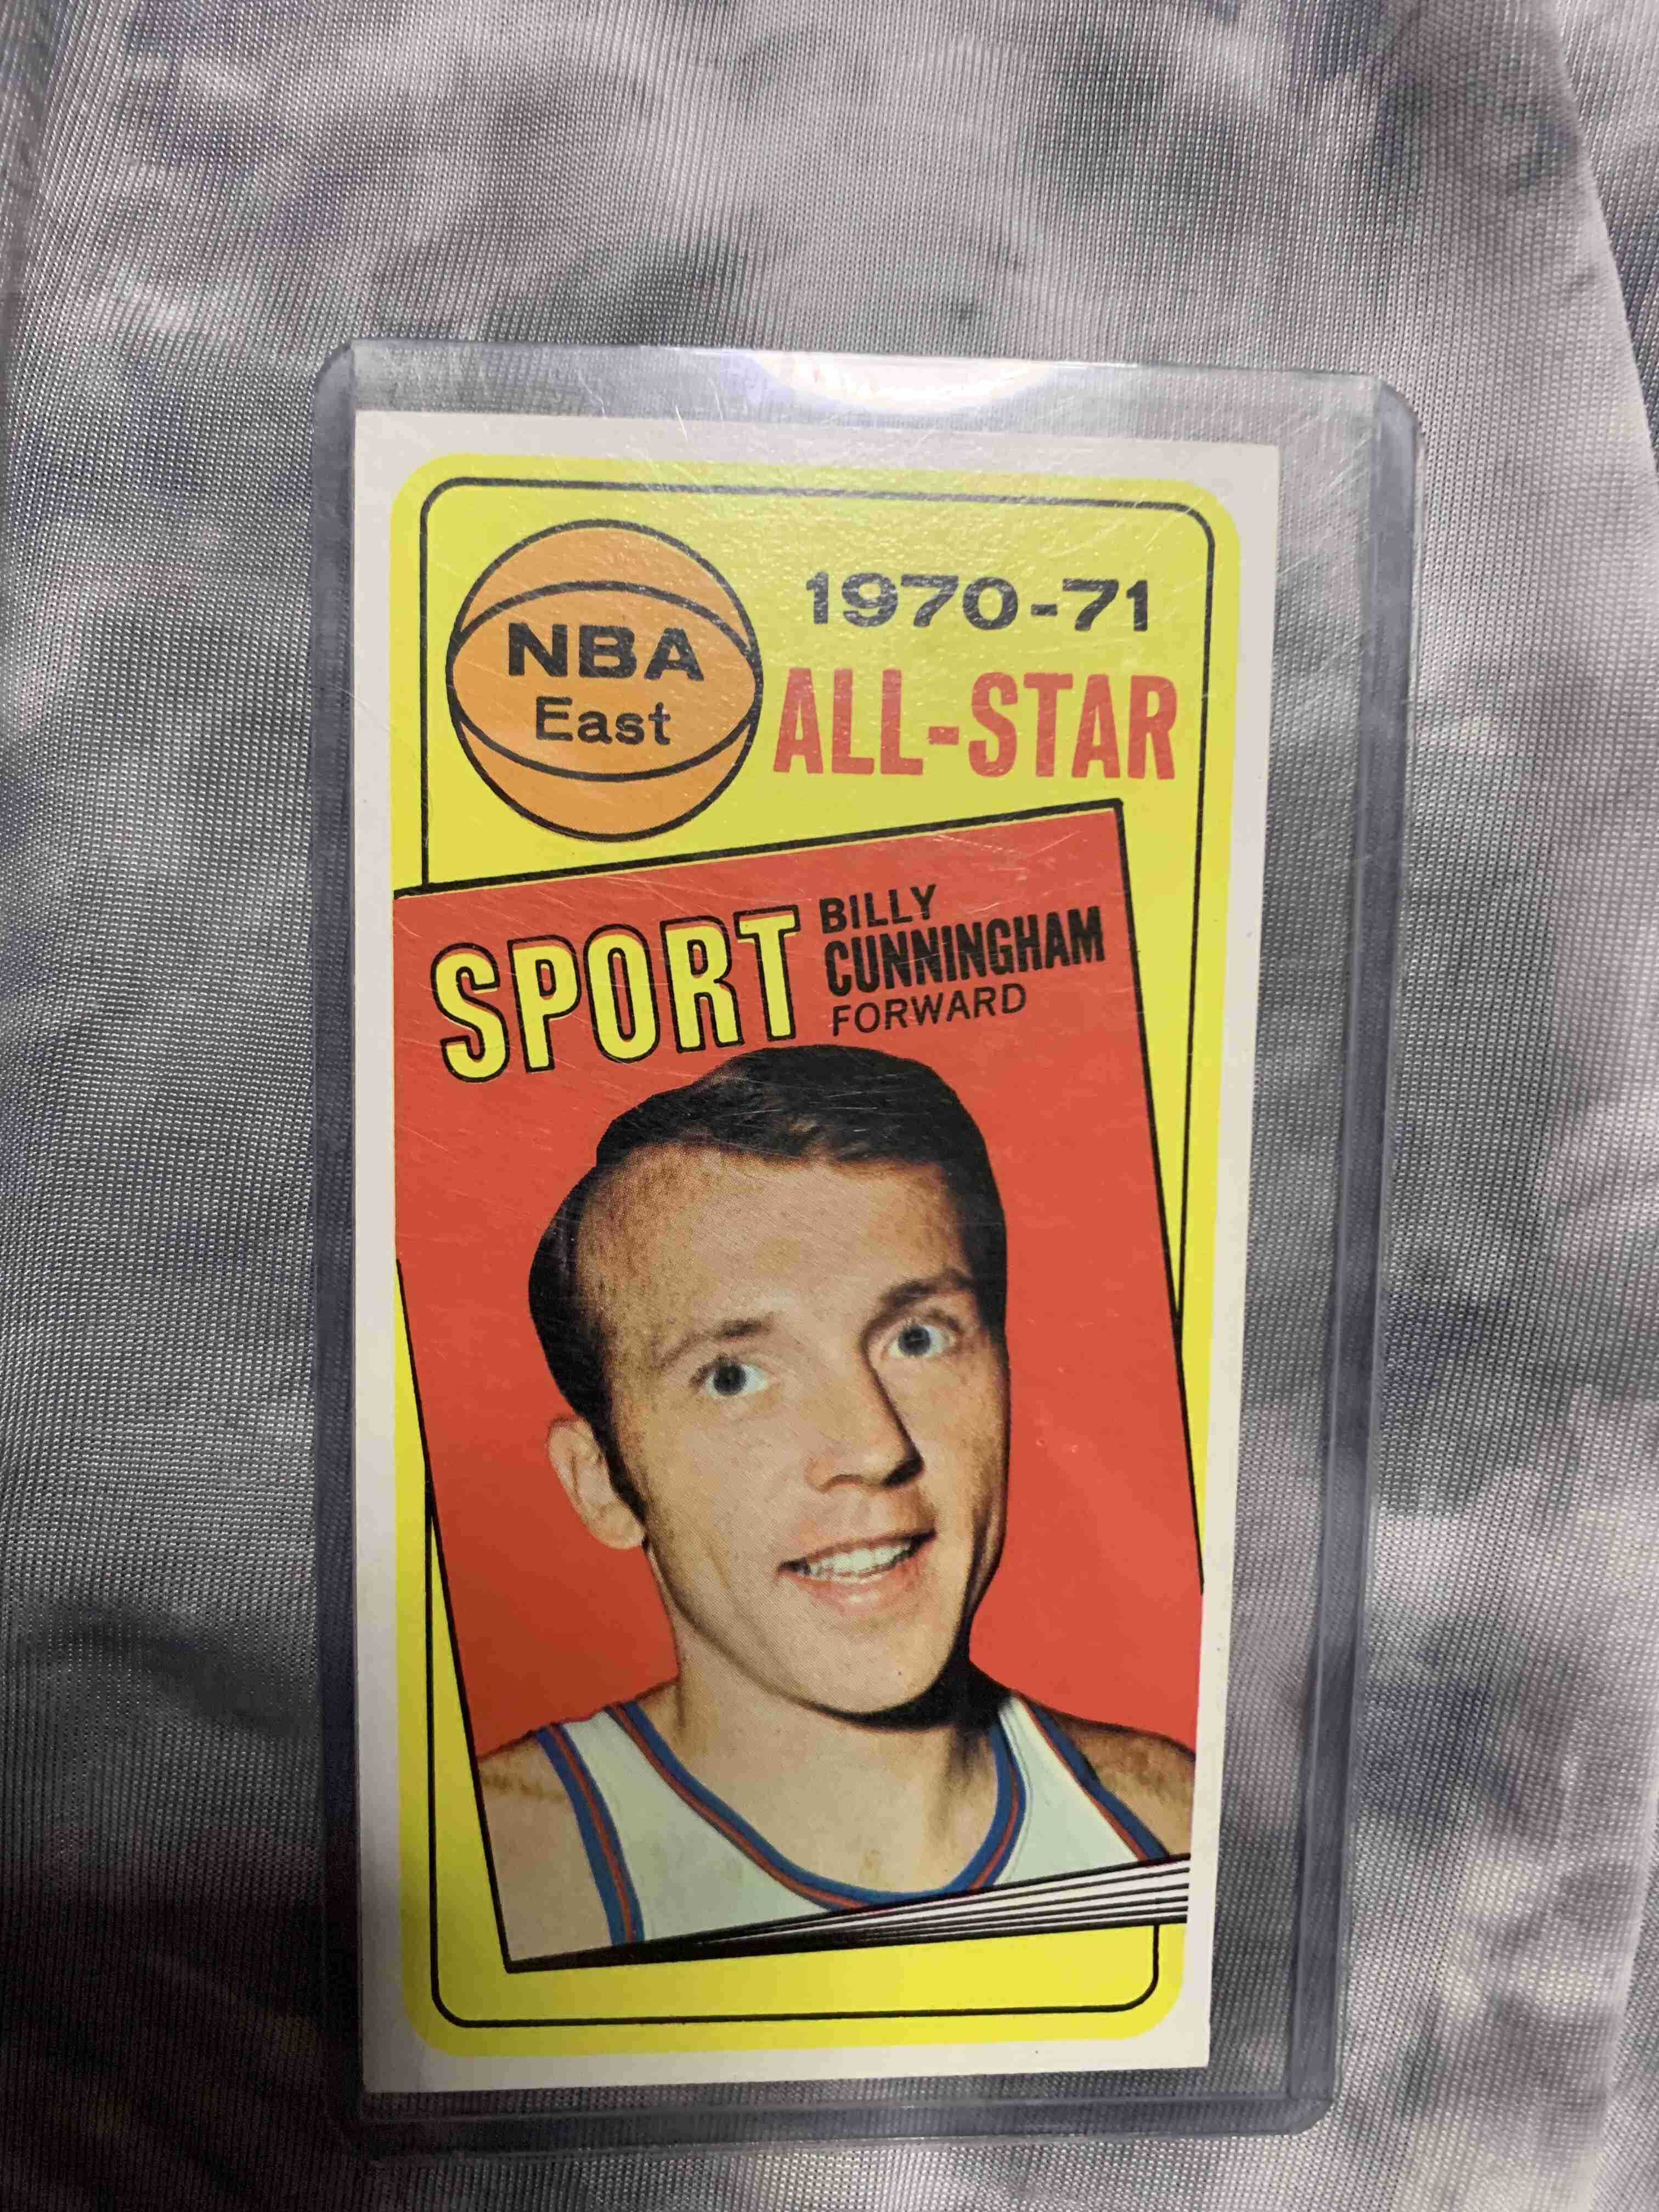 NBA
East
1970-71
ALL-STAR
SPORT
BILLY
CUNNINGHAM
FORWARD